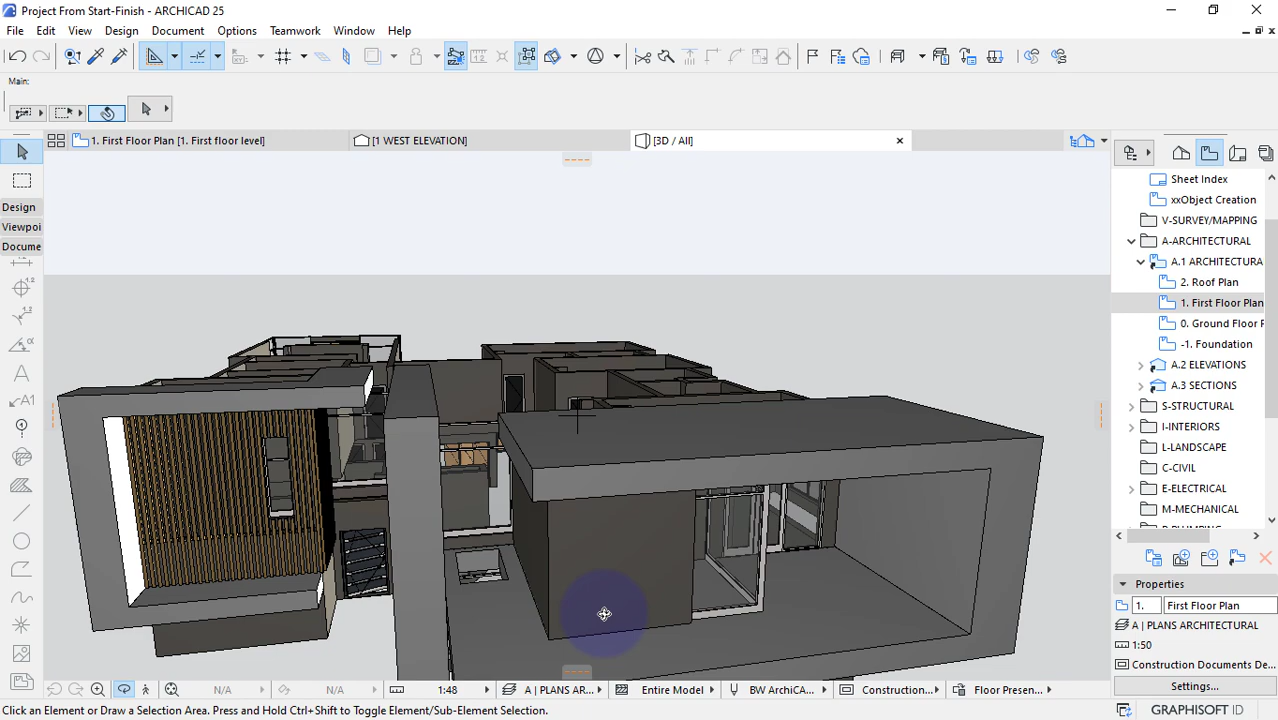 Project From Start-Finish - ARCHICAD 25
File Edit View Design Document Options Teamwork Window Help
Main:
1. First Floor Plan [1. First floor level]
[1 WEST ELEVATION]
[3D / All]
Design
Viewpoi
Docume
Sheet Index
xxObject Creation
V-SURVEY/MAPPING
A-ARCHITECTURAL
A.1 ARCHITECTURA
2. Roof Plan
1. First Floor Plan
0. Ground Floor P
-1. Foundation
A.2 ELEVATIONS
A.3 SECTIONS
S-STRUCTURAL
I-INTERIORS
L-LANDSCAPE
C-CIVIL
E-ELECTRICAL
M-MECHANICAL
Properties
1. First Floor Plan
A | PLANS ARCHITECTURAL
1:50
Construction Documents De...
Settings...
N/A N/A 1:48 A | PLANS AR... Entire Model BW ArchiCA... Construction... Floor Presen...
Click an Element or Draw a Selection Area. Press and Hold Ctrl+Shift to Toggle Element/Sub-Element Selection.
GRAPHISOFT ID